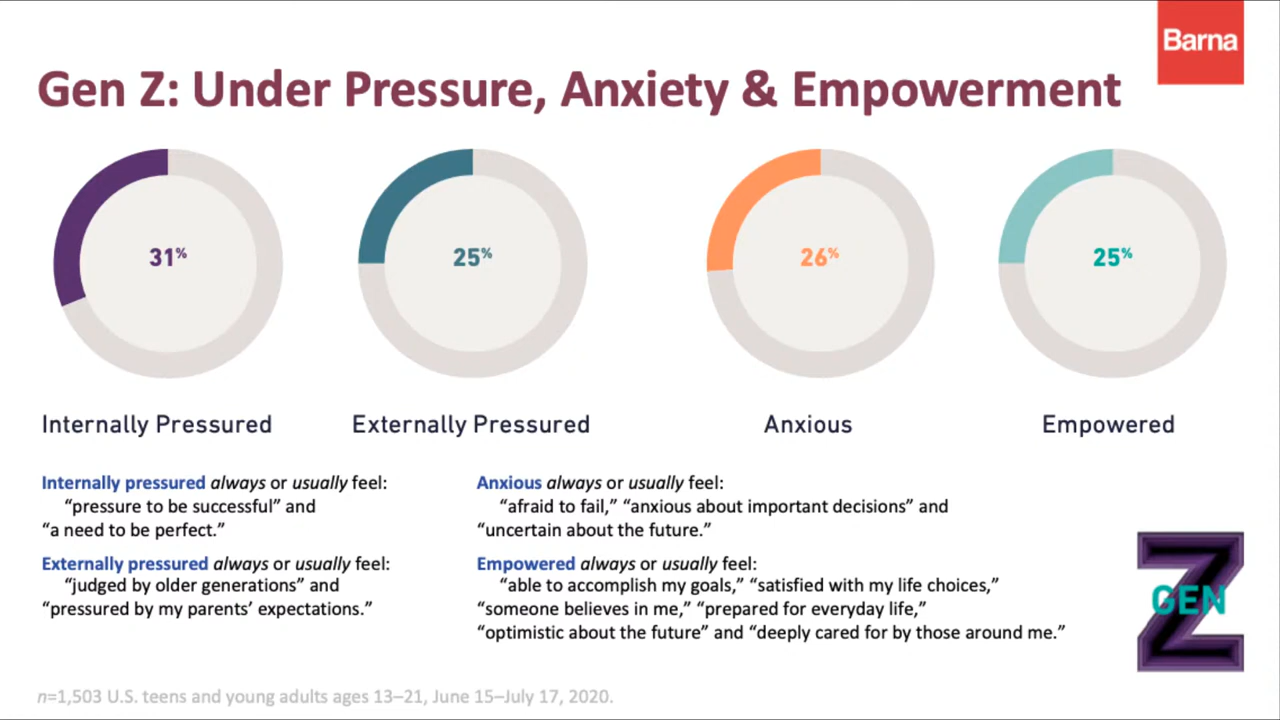 Barna
Gen Z: Under Pressure, Anxiety & Empowerment
31%
25%
26%
25%
Internally Pressured
Externally Pressured
Anxious
Empowered
Internally pressured always or usually feel:
“pressure to be successful” and
“a need to be perfect.”
Externally pressured always or usually feel:
“judged by older generations” and
“pressured by my parents’ expectations.”
Anxious always or usually feel:
“afraid to fail,” “anxious about important decisions” and
“uncertain about the future.”
Empowered always or usually feel:
“able to accomplish my goals,” “satisfied with my life choices,”
“someone believes in me,” “prepared for everyday life,”
“optimistic about the future” and “deeply cared for by those around me.”
GEN
Z
n=1,503 U.S. teens and young adults ages 13–21, June 15–July 17, 2020.